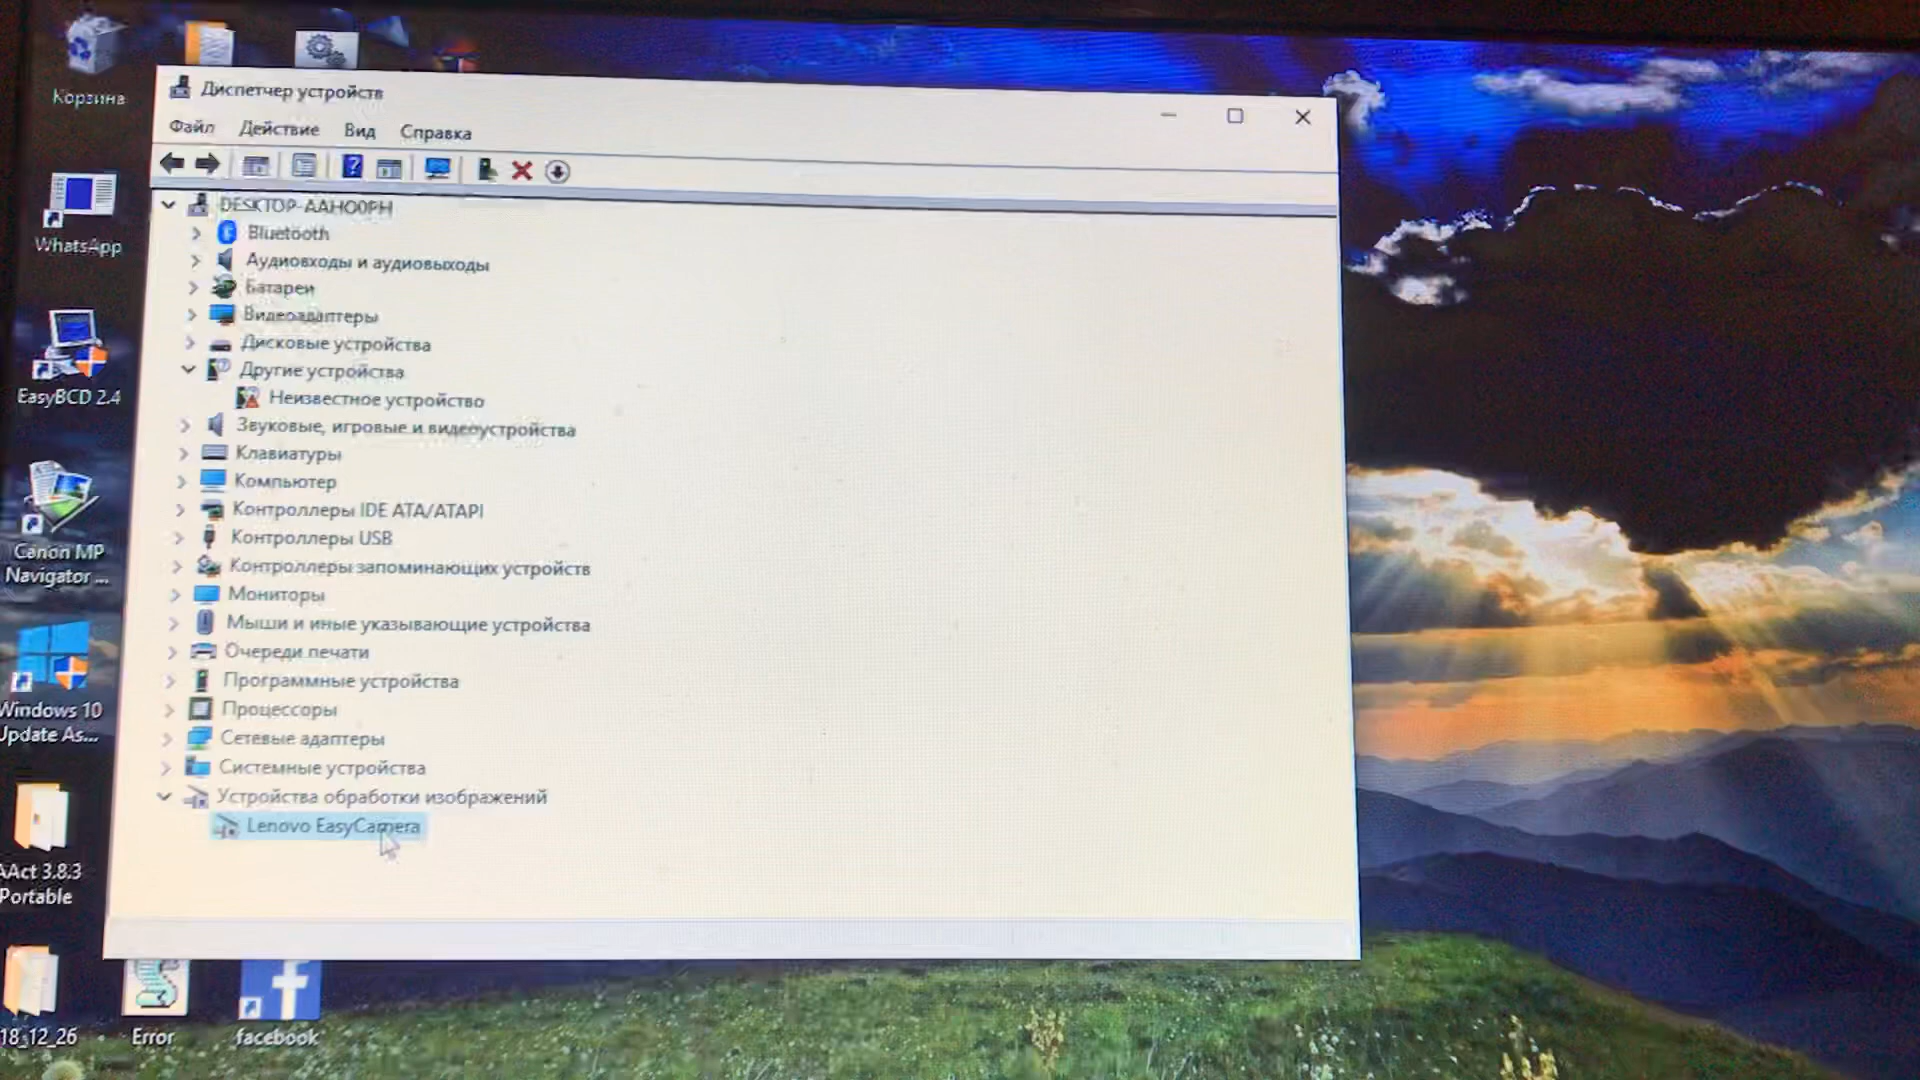 Корзина
WhatsApp
EasyBCD 2.4
Canon MP
Navigator ...
Windows 10
Update As...
AAct 3.8.3
Portable
18_12_26
Error
facebook
Диспетчер устройств
Файл Действие Вид Справка
DESKTOP-AAHO0PH
Bluetooth
Аудиовходы и аудиовыходы
Батареи
Видеоадаптеры
Дисковые устройства
Другие устройства
Неизвестное устройство
Звуковые, игровые и видеоустройства
Клавиатуры
Компьютер
Контроллеры IDE ATA/ATAPI
Контроллеры USB
Контроллеры запоминающих устройств
Мониторы
Мыши и иные указывающие устройства
Очереди печати
Программные устройства
Процессоры
Сетевые адаптеры
Системные устройства
Устройства обработки изображений
Lenovo EasyCamera